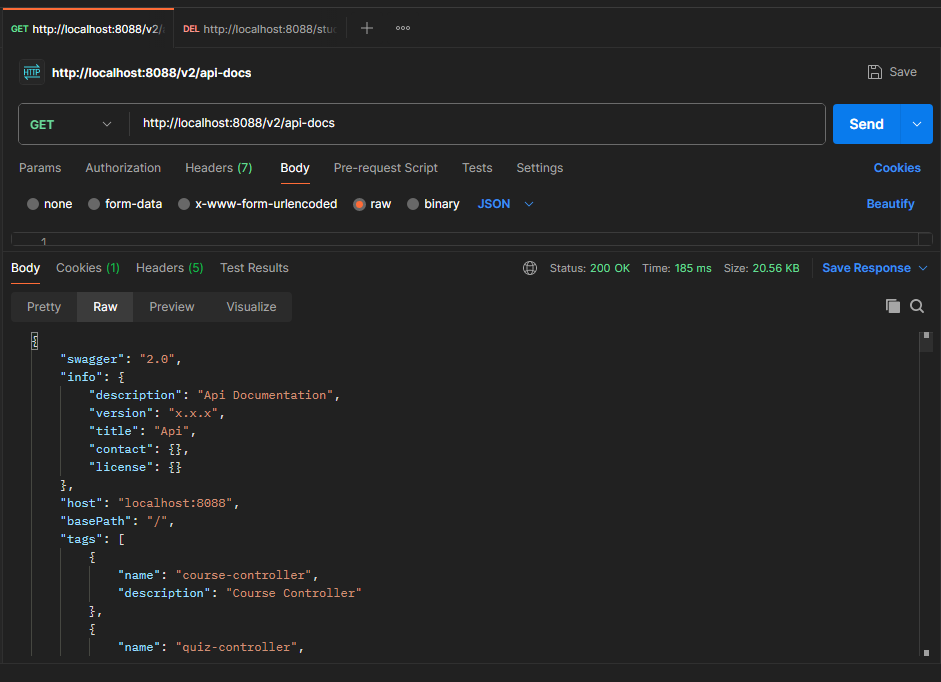 GET http://localhost:8088/v2/ DEL http://localhost:8088/stu
HTTP http://localhost:8088/v2/api-docs Save
GET http://localhost:8088/v2/api-docs Send
Params Authorization Headers (7) Body Pre-request Script Tests Settings Cookies
none form-data x-www-form-urlencoded raw binary JSON Beautify
1
Body Cookies (1) Headers (5) Test Results Status: 200 OK Time: 185 ms Size: 20.56 KB Save Response
Pretty Raw Preview Visualize
{
"swagger": "2.0",
"info": {
"description": "Api Documentation",
"version": "x.x.x",
"title": "Api",
"contact": {},
"license": {}
},
"host": "localhost:8088",
"basePath": "/",
"tags": [
{
"name": "course-controller",
"description": "Course Controller"
},
{
"name": "quiz-controller",